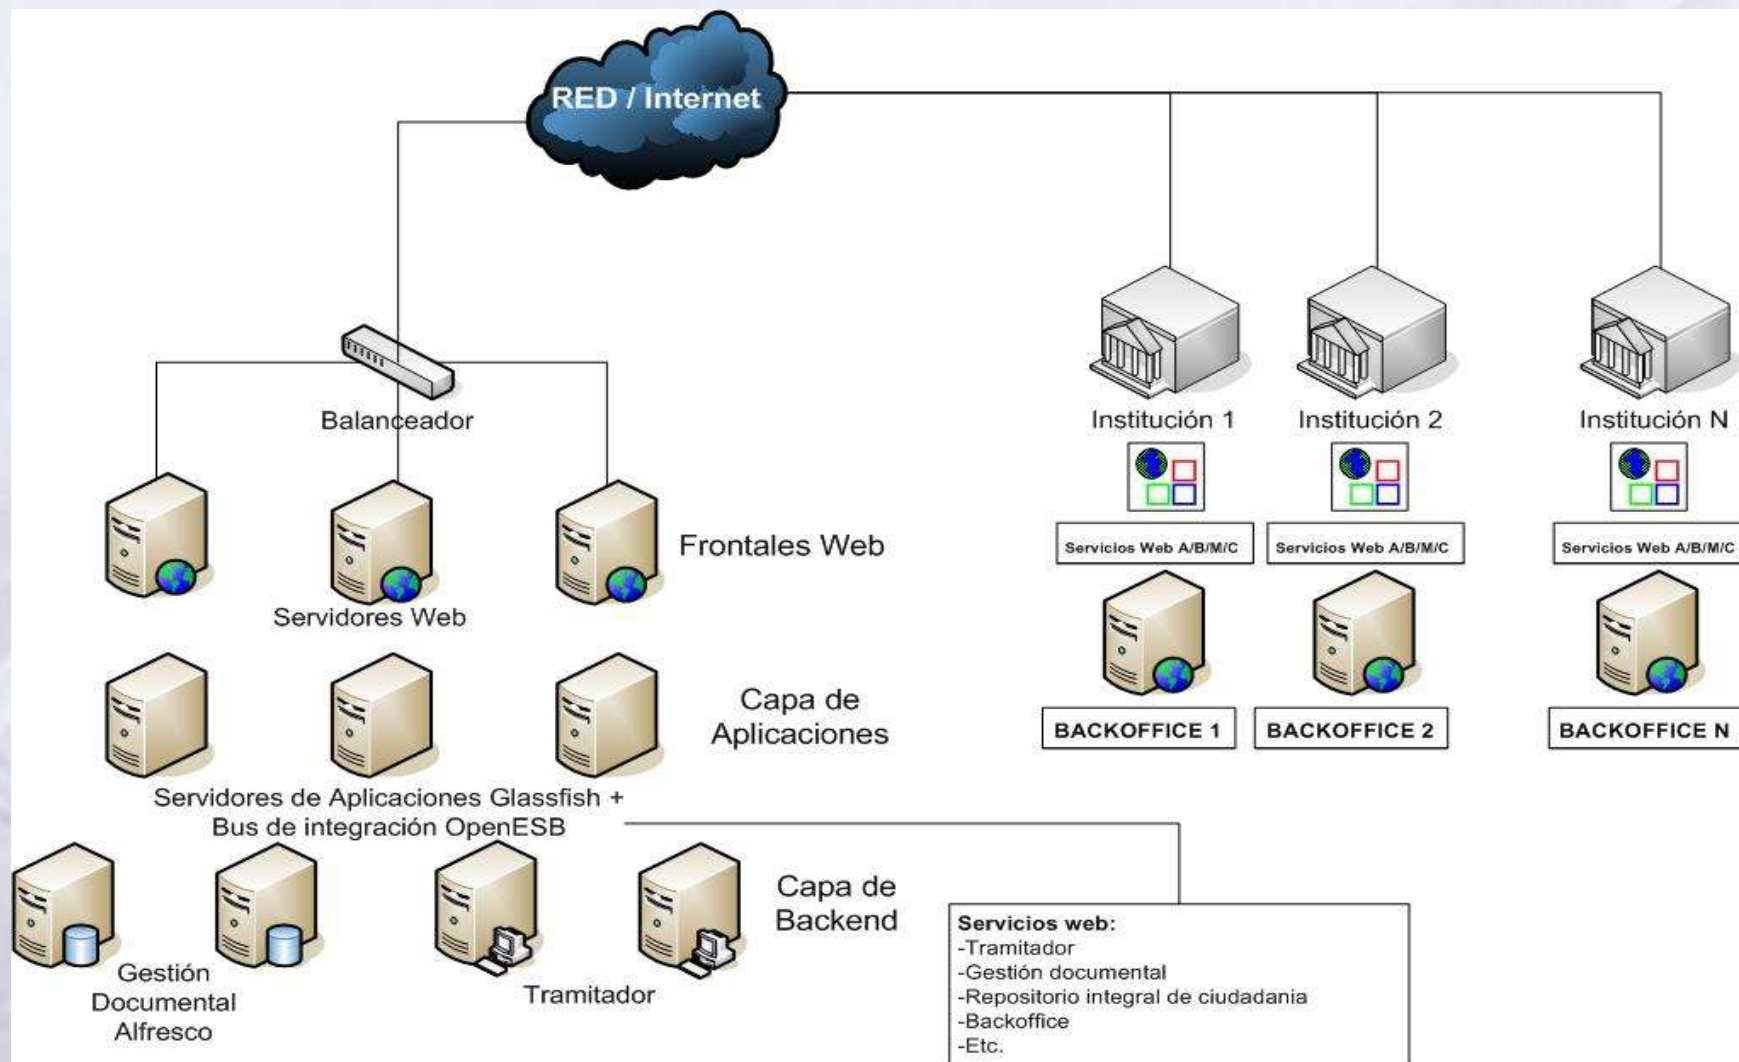 RED / Internet
Balanceador
Institución 1
Institución 2
Institución N
Frontales Web
Servicios Web A/B/M/C
Servicios Web A/B/M/C
Servicios Web A/B/M/C
Servidores Web
Capa de
Aplicaciones
BACKOFFICE 1
BACKOFFICE 2
BACKOFFICE N
Servidores de Aplicaciones Glassfish +
Bus de integración OpenESB
Capa de
Backend
Gestión
Documental
Alfresco
Tramitador
Servicios web:
-Tramitador
-Gestión documental
-Repositorio integral de ciudadania
-Backoffice
-Etc.